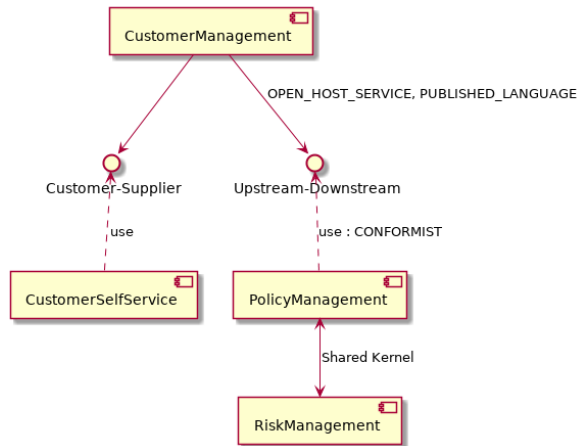 CustomerManagement
OPEN_HOST_SERVICE, PUBLISHED_LANGUAGE
Customer-Supplier
Upstream-Downstream
use
use : CONFORMIST
CustomerSelfService
PolicyManagement
Shared Kernel
RiskManagement